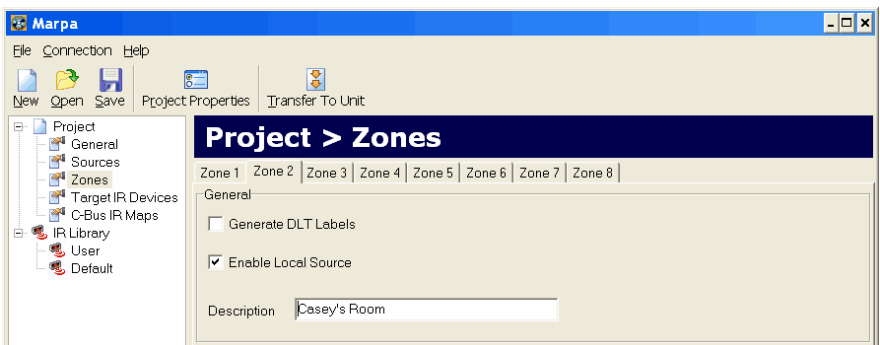 Marpa
File Connection Help
New Open Save Project Properties Transfer To Unit
Project
General
Sources
Zones
Target IR Devices
C-Bus IR Maps
IR Library
User
Default
Project > Zones
Zone 1 Zone 2 Zone 3 Zone 4 Zone 5 Zone 6 Zone 7 Zone 8
General
Generate DLT Labels
Enable Local Source
Description Casey's Room